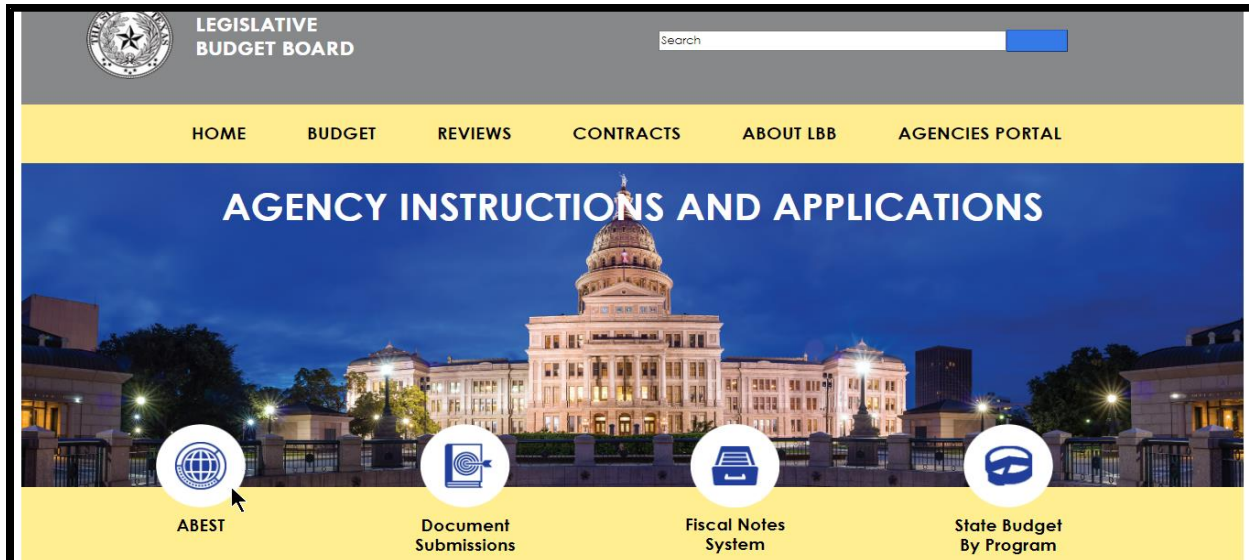 LEGISLATIVE
BUDGET BOARD
Search
HOME BUDGET REVIEWS CONTRACTS ABOUT LBB AGENCIES PORTAL
AGENCY INSTRUCTIONS AND APPLICATIONS
ABEST
Document
Submissions
Fiscal Notes
System
State Budget
By Program